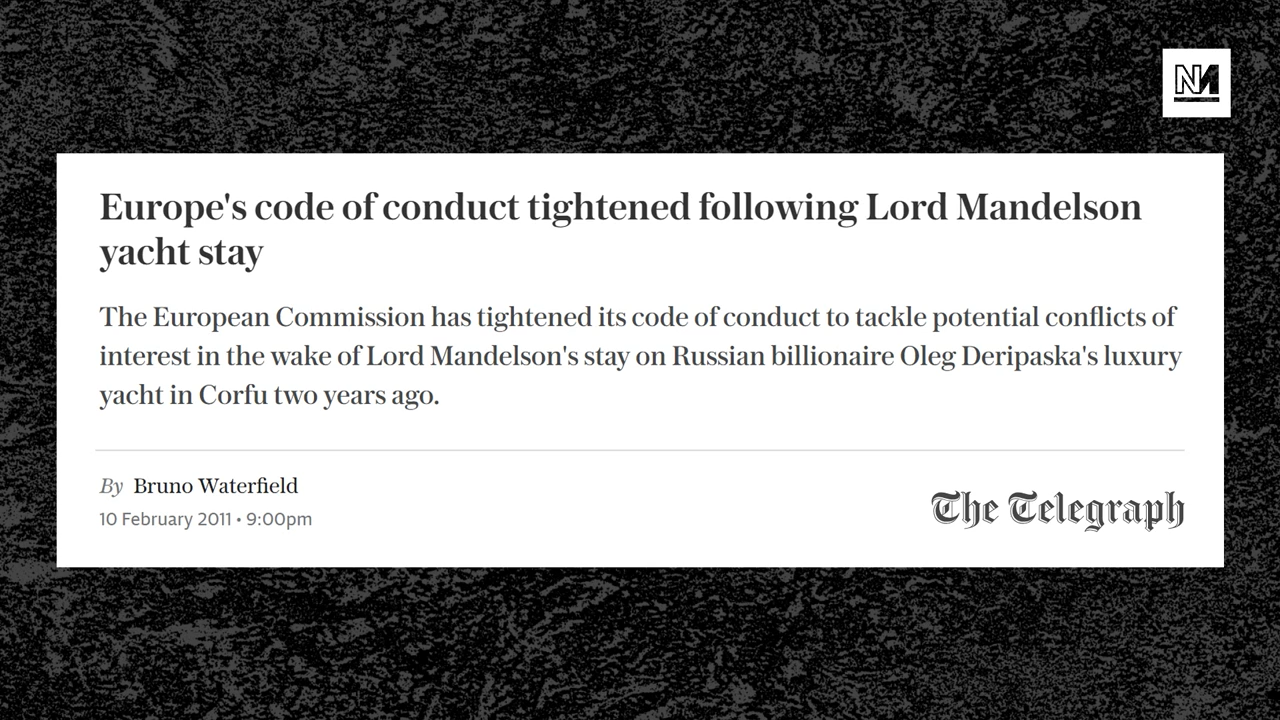 NM
Europe's code of conduct tightened following Lord Mandelson
yacht stay
The European Commission has tightened its code of conduct to tackle potential conflicts of
interest in the wake of Lord Mandelson's stay on Russian billionaire Oleg Deripaska's luxury
yacht in Corfu two years ago.
By Bruno Waterfield
10 February 2011 • 9:00pm
The Telegraph